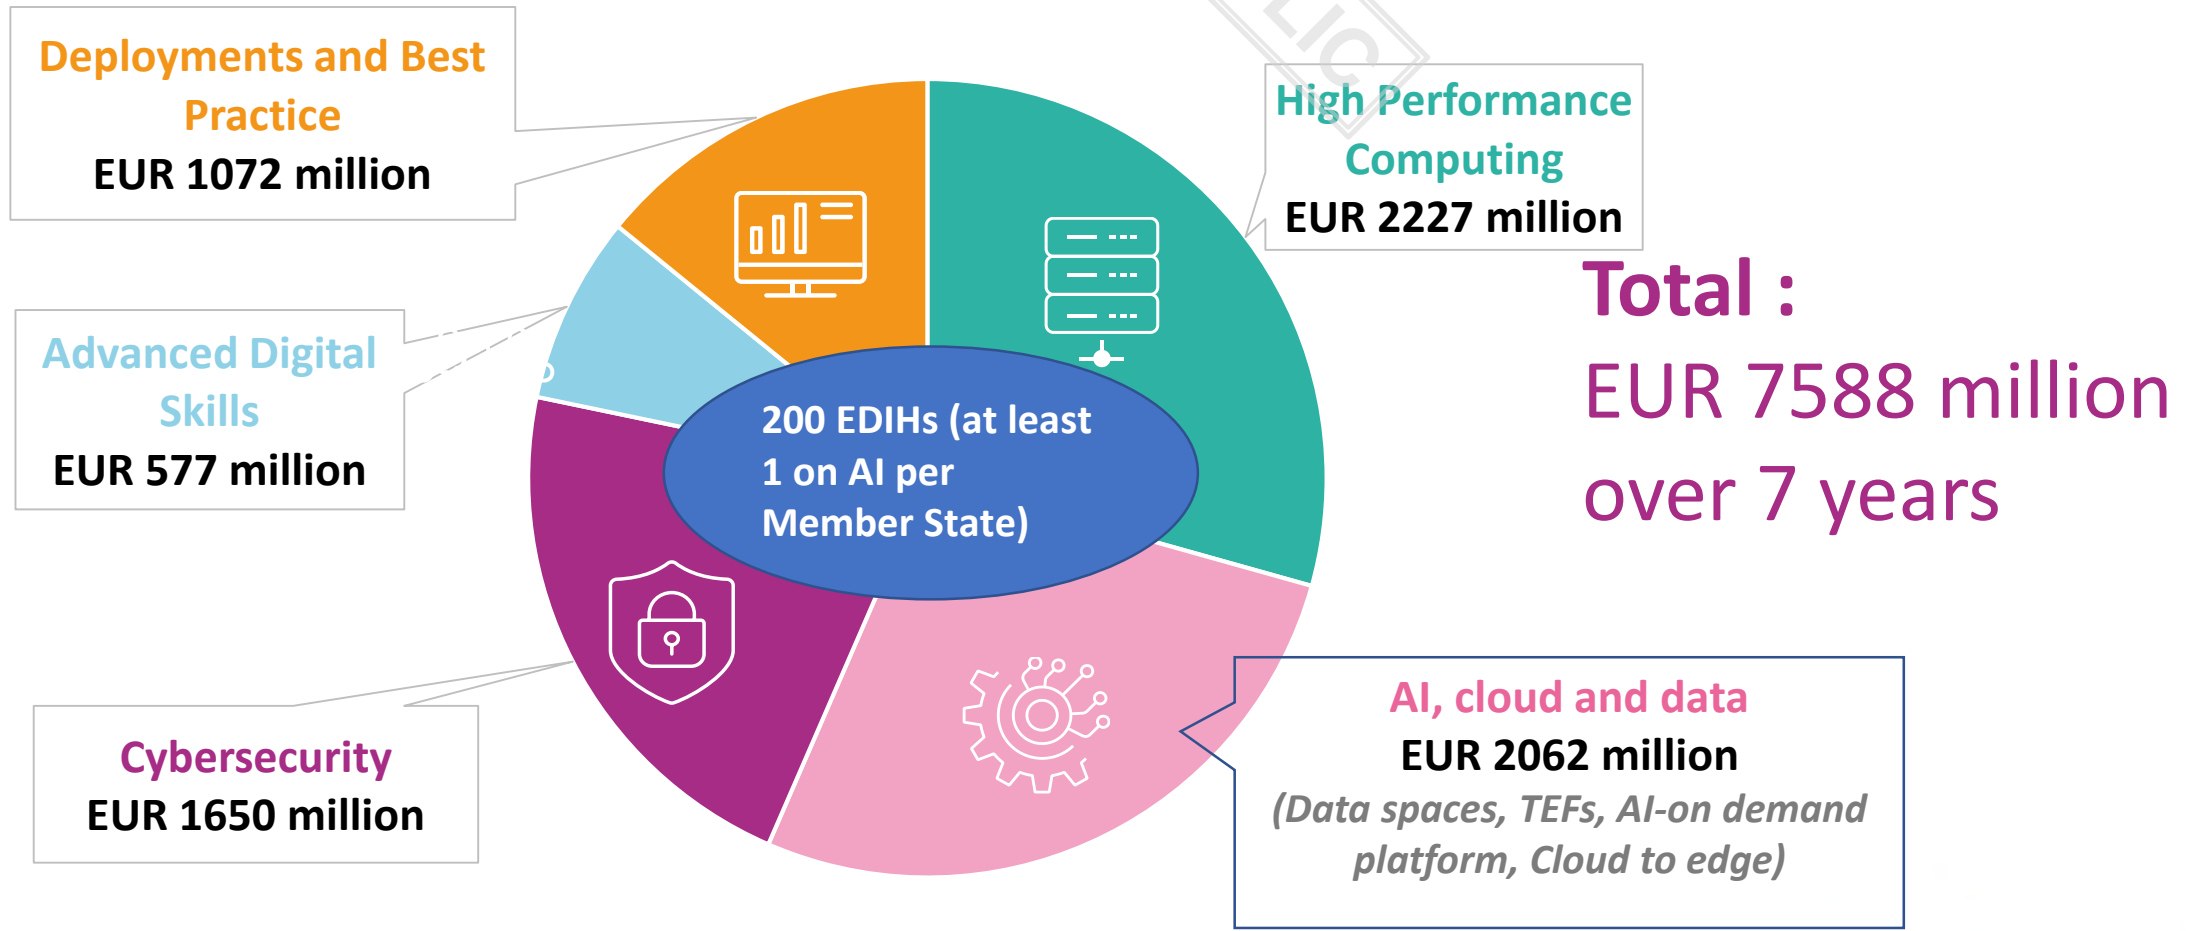 Deployments and Best
Practice
EUR 1072 million
High Performance
Computing
EUR 2227 million
Total :
EUR 7588 million
over 7 years
Advanced Digital
Skills
EUR 577 million
200 EDIHs (at least
1 on AI per
Member State)
Cybersecurity
EUR 1650 million
AI, cloud and data
EUR 2062 million
(Data spaces, TEFs, AI-on demand
platform, Cloud to edge)